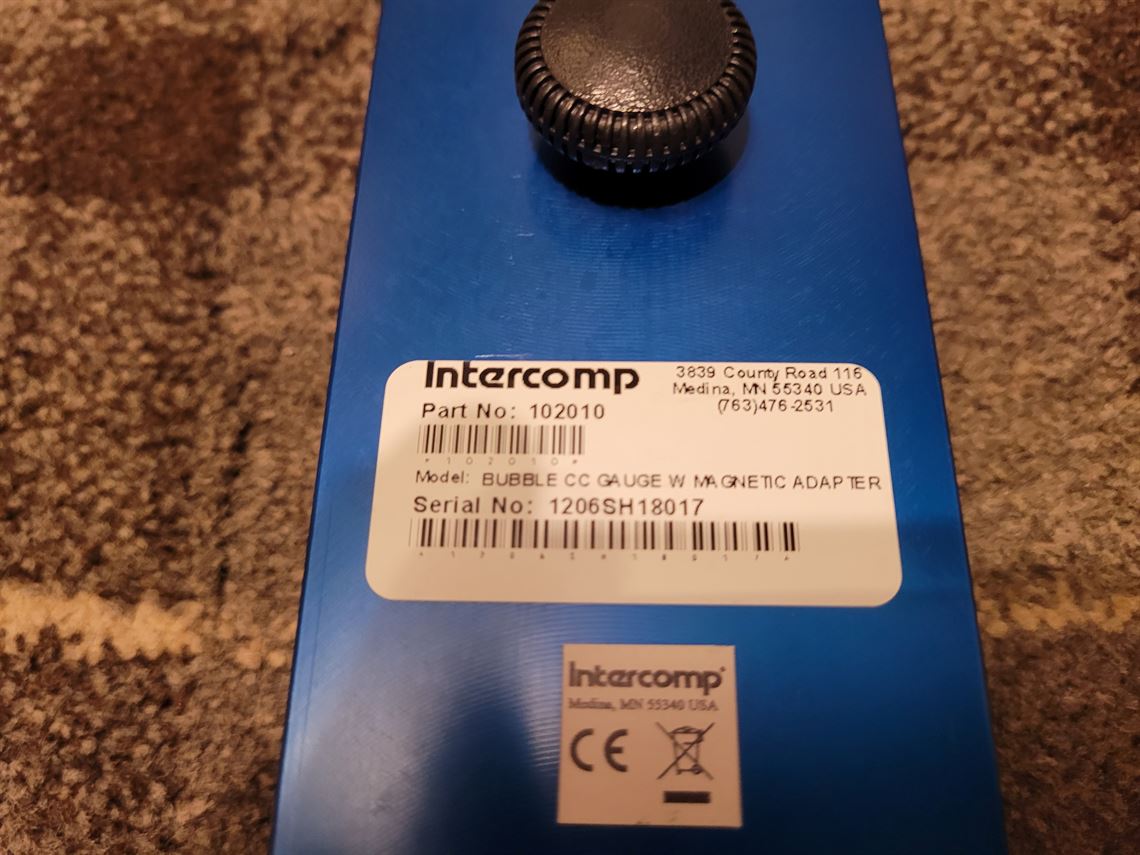 Intercomp
3839 County Road 116
Medina, MN 55340 USA
(763)476-2531
Part No: 102010
*102010*
Model: BUBBLE CC GAUGE W MAGNETIC ADAPTER
Serial No: 1206SH18017
*1206SH18017*
Intercomp®
Medina, MN 55340 USA
CE